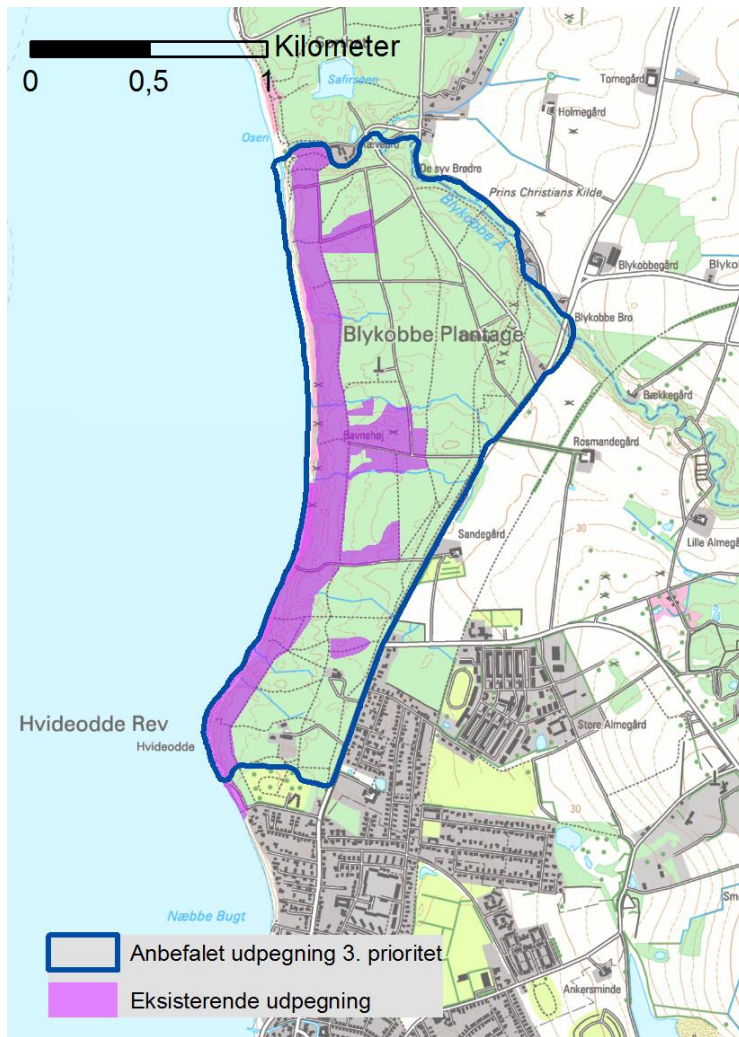 Kilometer
0 0,5 1
Safirsøen
Tornegård
Holmegård
Osen
De syv Brødre
Prins Christians Kilde
Blykobbe Å
Blykobbegård
Blykobbe Bro
Blykobbe Plantage
Bækkegård
Bavnehøj
Rosmandegård
Sandegård
Lille Almegård
30
10
Hvideodde Rev
Hvideodde
Store Almegård
30
Næbbe Bugt
Ankersminde
Anbefalet udpegning 3. prioritet
Eksisterende udpegning